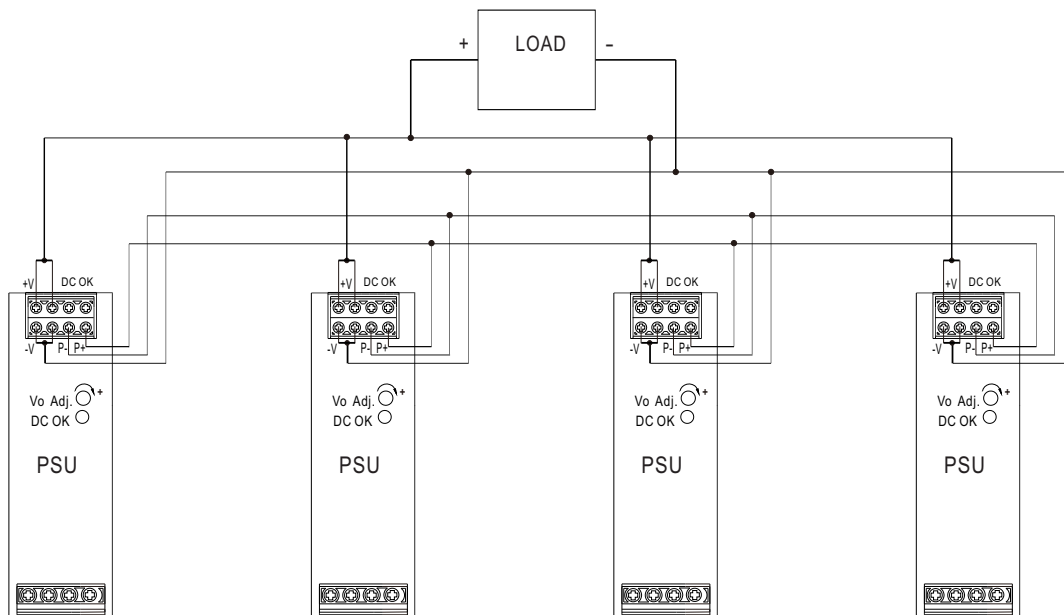 + LOAD -
+V DC OK +V DC OK +V DC OK +V DC OK
-V P- P+ -V P- P+ -V P- P+ -V P- P+
Vo Adj. + Vo Adj. + Vo Adj. + Vo Adj. +
DC OK DC OK DC OK DC OK
PSU PSU PSU PSU